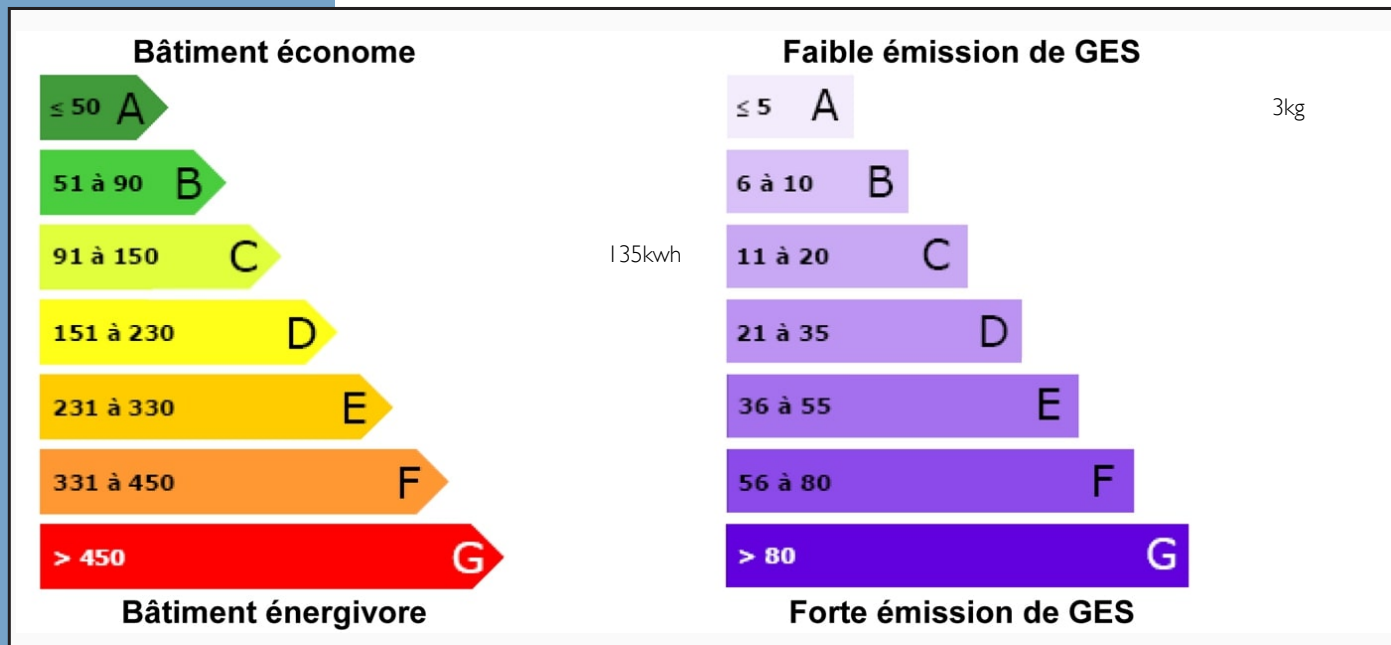 Bâtiment économe
≤ 50 A
51 à 90 B
91 à 150 C
135kwh
151 à 230 D
231 à 330 E
331 à 450 F
> 450 G
Bâtiment énergivore
Faible émission de GES
≤ 5 A
3kg
6 à 10 B
11 à 20 C
21 à 35 D
36 à 55 E
56 à 80 F
> 80 G
Forte émission de GES